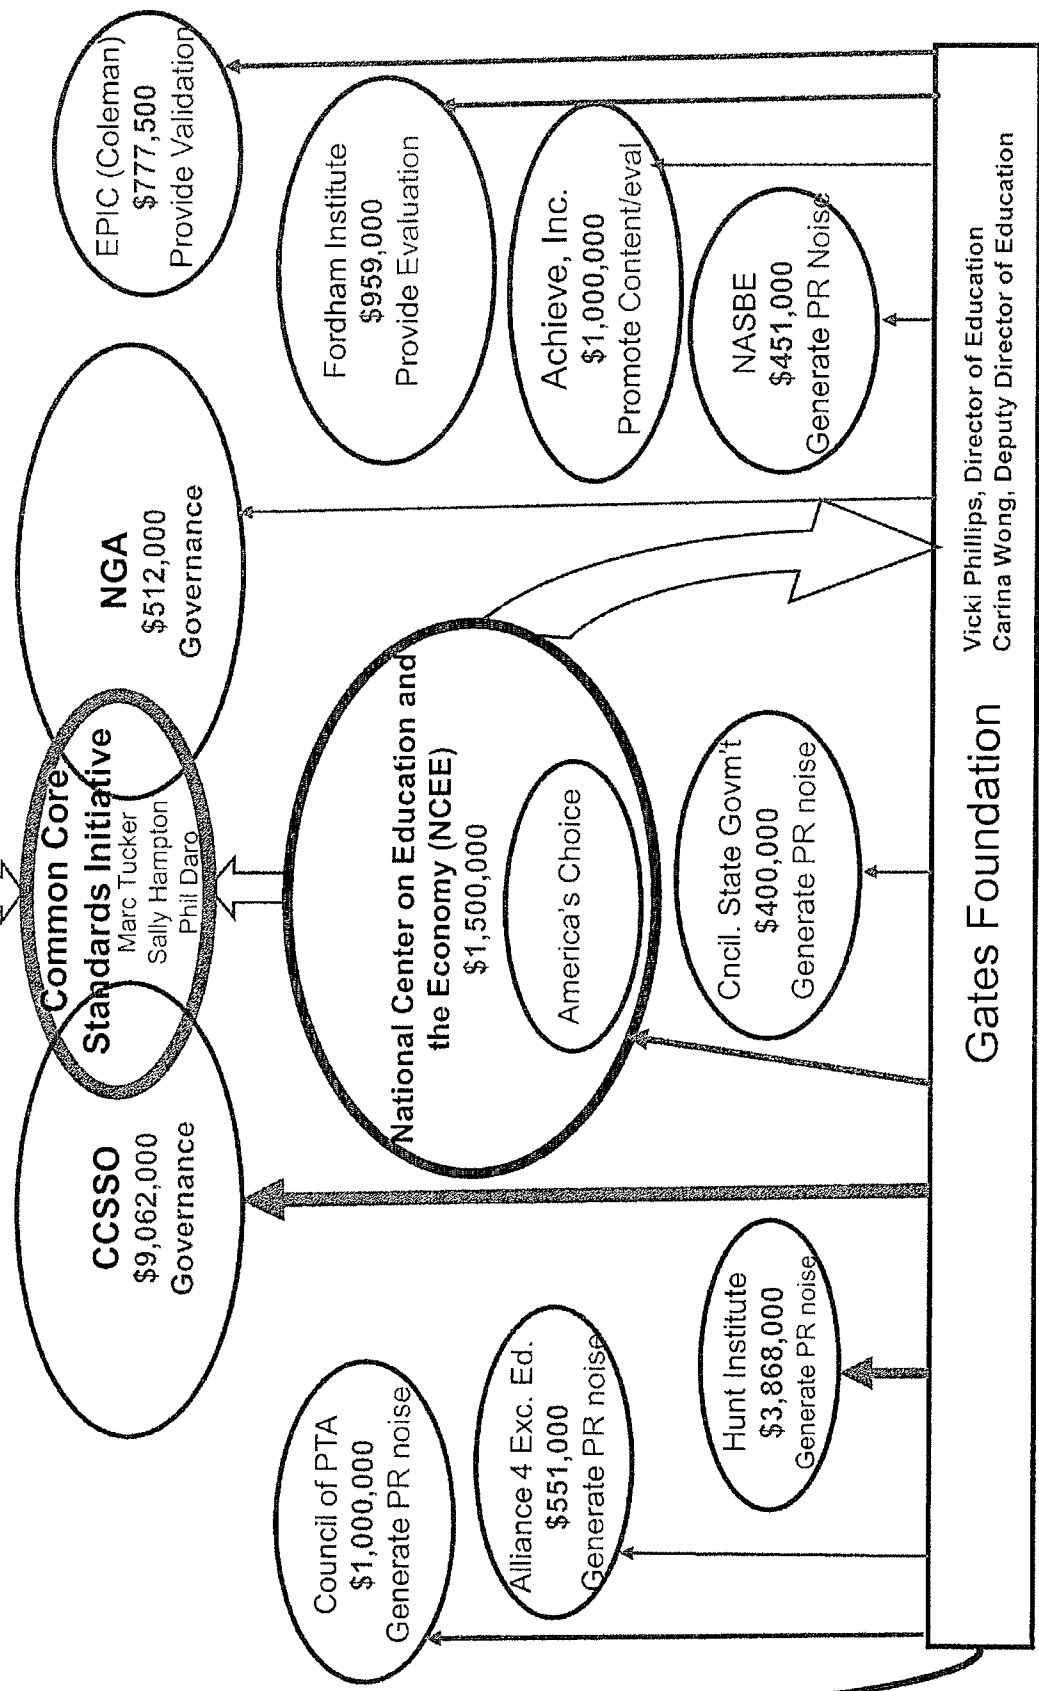 Common Core
Standards Initiative
Marc Tucker
Sally Hampton
Phil Daro
CCSSO
$9,062,000
Governance
NGA
$512,000
Governance
EPIC (Coleman)
$777,500
Provide Validation
Council of PTA
$1,000,000
Generate PR noise
National Center on Education and
the Economy (NCEE)
$1,500,000
America's Choice
Fordham Institute
$959,000
Provide Evaluation
Alliance 4 Exc. Ed.
$551,000
Generate PR noise
Achieve, Inc.
$1,000,000
Promote Content/eval
Hunt Institute
$3,868,000
Generate PR noise
Cncil. State Govm't
$400,000
Generate PR noise
NASBE
$451,000
Generate PR Noise
Gates Foundation
Vicki Phillips, Director of Education
Carina Wong, Deputy Director of Education